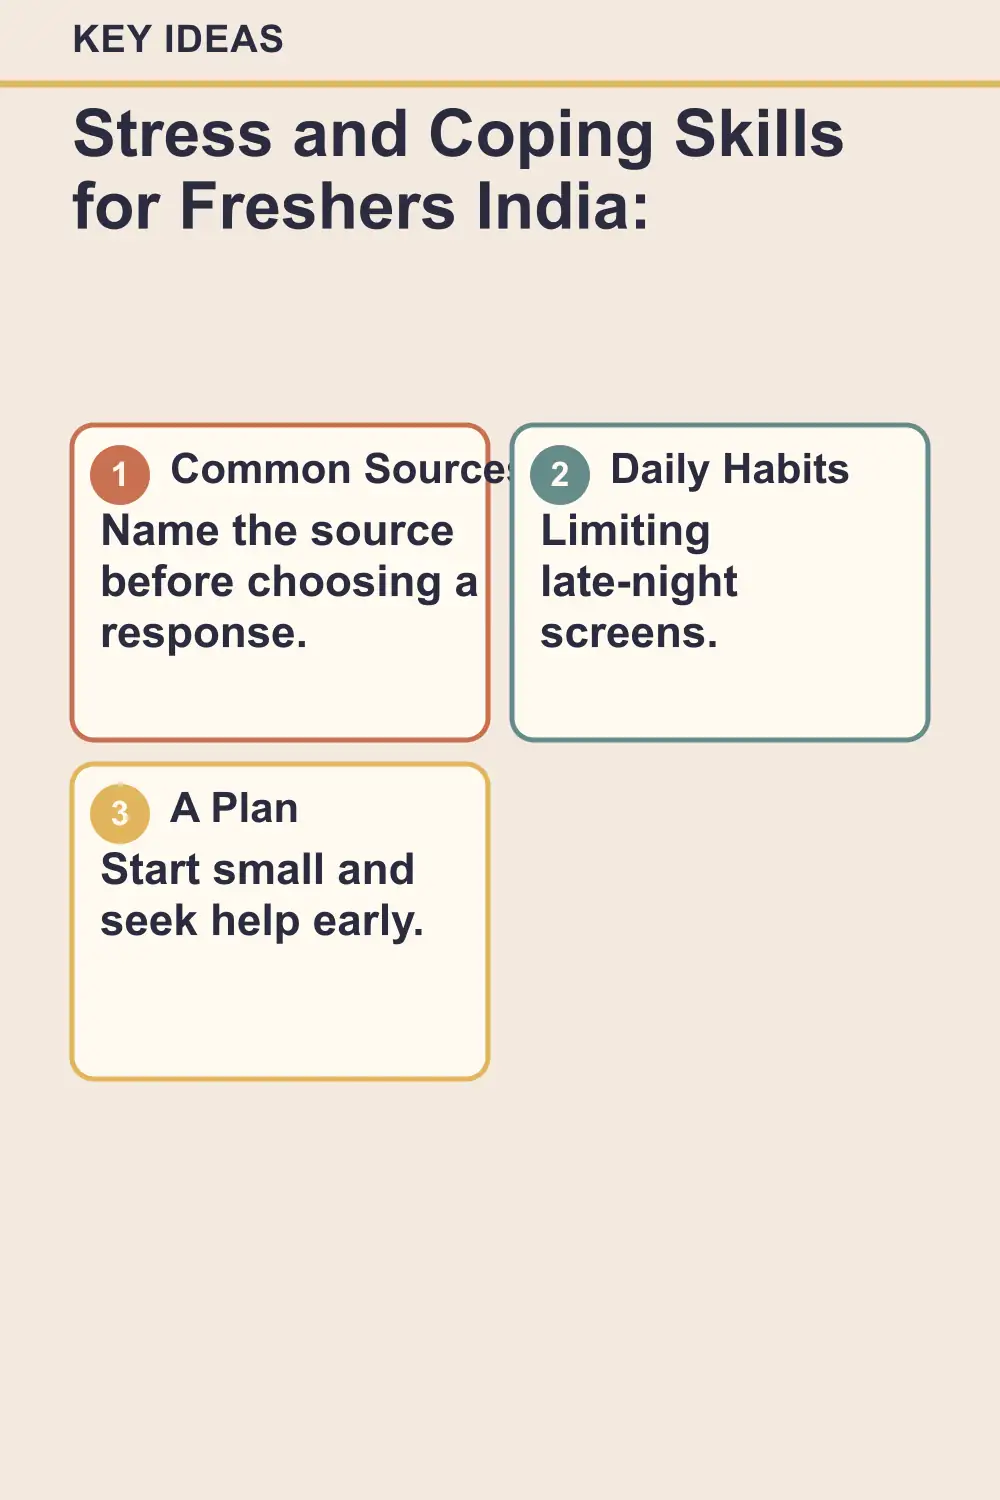 KEY IDEAS
Stress and Coping Skills
for Freshers India:
1
Common Sources
Name the source
before choosing a
response.
2
Daily Habits
Limiting
late-night
screens.
3
A Plan
Start small and
seek help early.